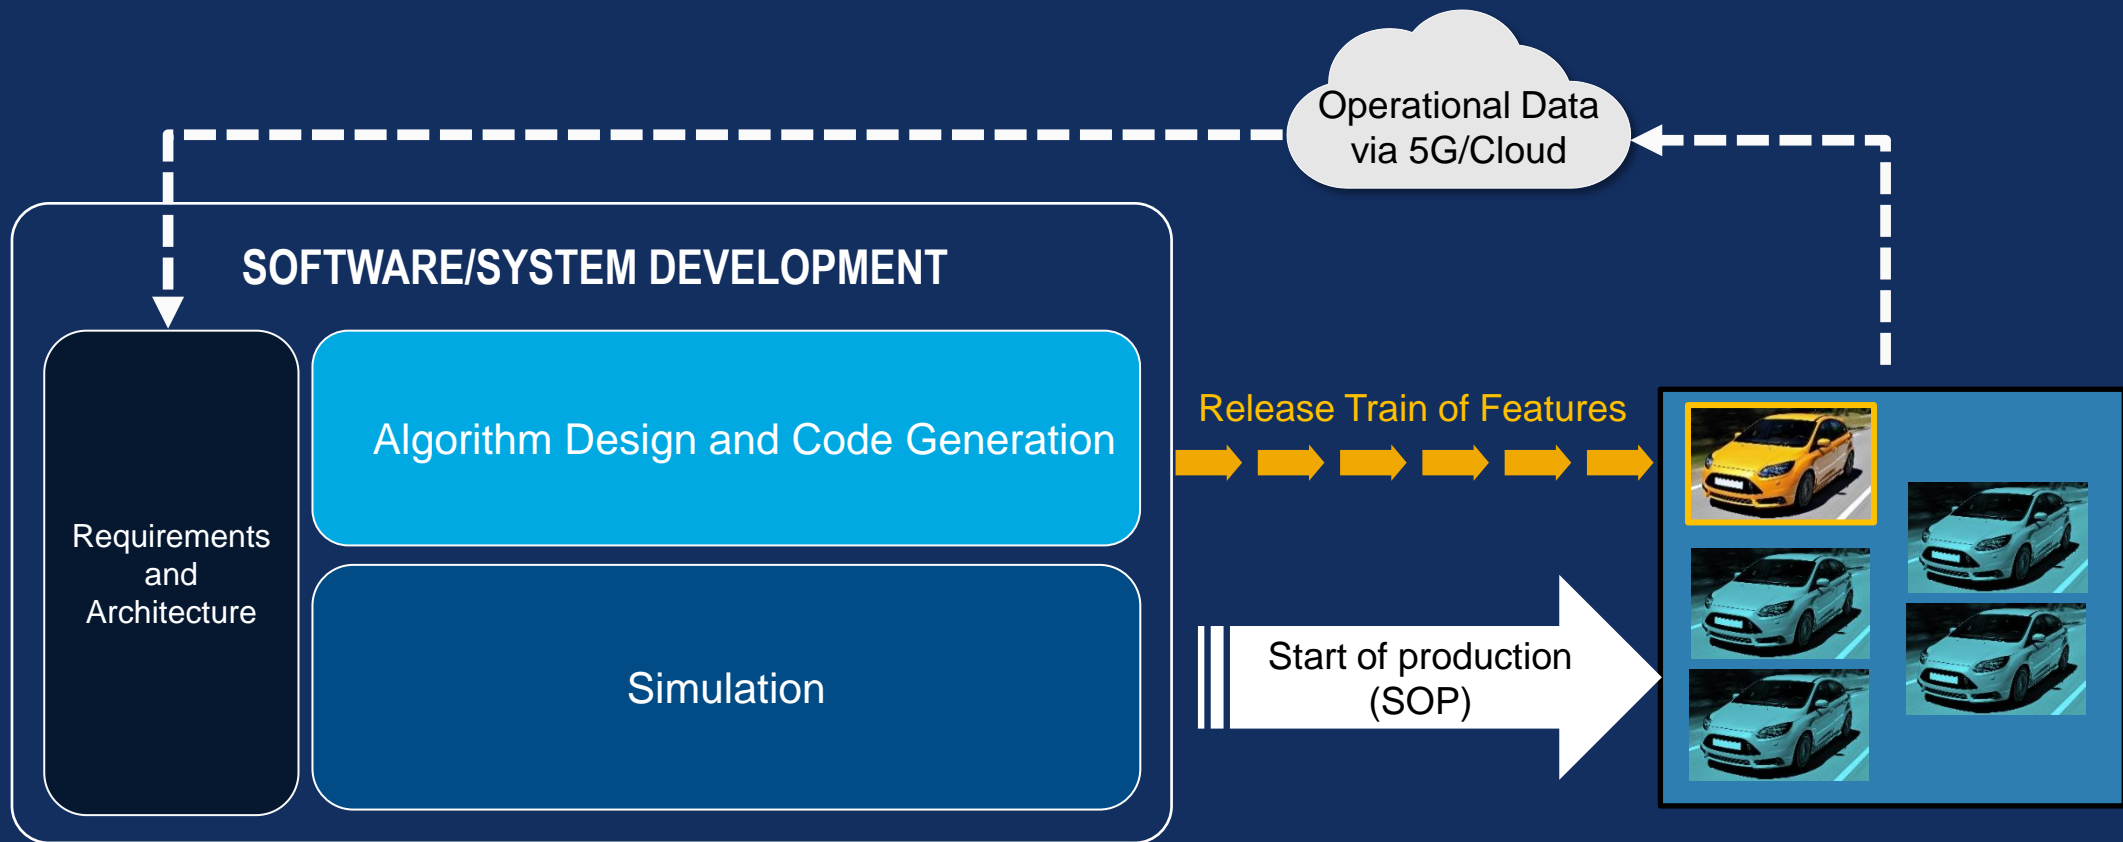 Operational Data
via 5G/Cloud
SOFTWARE/SYSTEM DEVELOPMENT
Requirements
and
Architecture
Algorithm Design and Code Generation
Simulation
Release Train of Features
Start of production
(SOP)